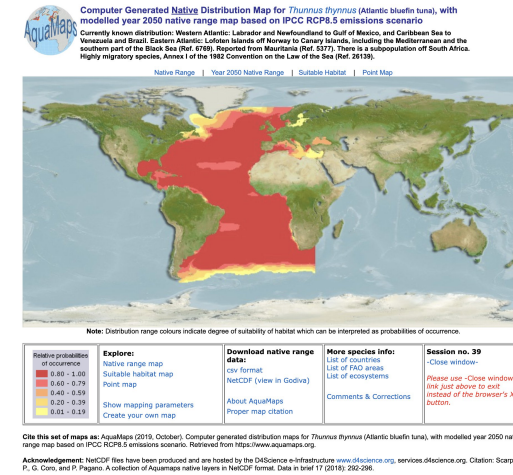 AquaMaps
Computer Generated Native Distribution Map for Thunnus thynnus (Atlantic bluefin tuna), with
modelled year 2050 native range map based on IPCC RCP8.5 emissions scenario
Currently known distribution: Western Atlantic: Labrador and Newfoundland to Gulf of Mexico, and Caribbean Sea to
Venezuela and Brazil. Eastern Atlantic: Lofoten Islands off Norway to Canary Islands, including the Mediterranean and the
southern part of the Black Sea (Ref. 6769). Reported from Mauritania (Ref. 5377). There is a subpopulation off South Africa.
Highly migratory species, Annex I of the 1982 Convention on the Law of the Sea (Ref. 26139).
Native Range | Year 2050 Native Range | Suitable Habitat | Point Map
Note: Distribution range colours indicate degree of suitability of habitat which can be interpreted as probabilities of occurrence.
Relative probabilities
of occurrence
0.80 - 1.00
0.60 - 0.79
0.40 - 0.59
0.20 - 0.39
0.01 - 0.19
Explore:
Native range map
Suitable habitat map
Point map
Show mapping parameters
Create your own map
Download native range
data:
csv format
NetCDF (view in Godiva)
About AquaMaps
Proper map citation
More species info:
List of countries
List of FAO areas
List of ecosystems
Comments & Corrections
Session no. 39
-Close window-
Please use -Close window
link just above to exit
instead of the browser's X
button.
Cite this set of maps as: AquaMaps (2019, October). Computer generated distribution maps for Thunnus thynnus (Atlantic bluefin tuna), with modelled year 2050 nat
range map based on IPCC RCP8.5 emissions scenario. Retrieved from https://www.aquamaps.org.
Acknowledgement: NetCDF files have been produced and are hosted by the D4Science e-Infrastructure www.d4science.org, services.d4science.org. Citation: Scarp
P., G. Coro, and P. Pagano. A collection of Aquamaps native layers in NetCDF format. Data in brief 17 (2018): 292-296.